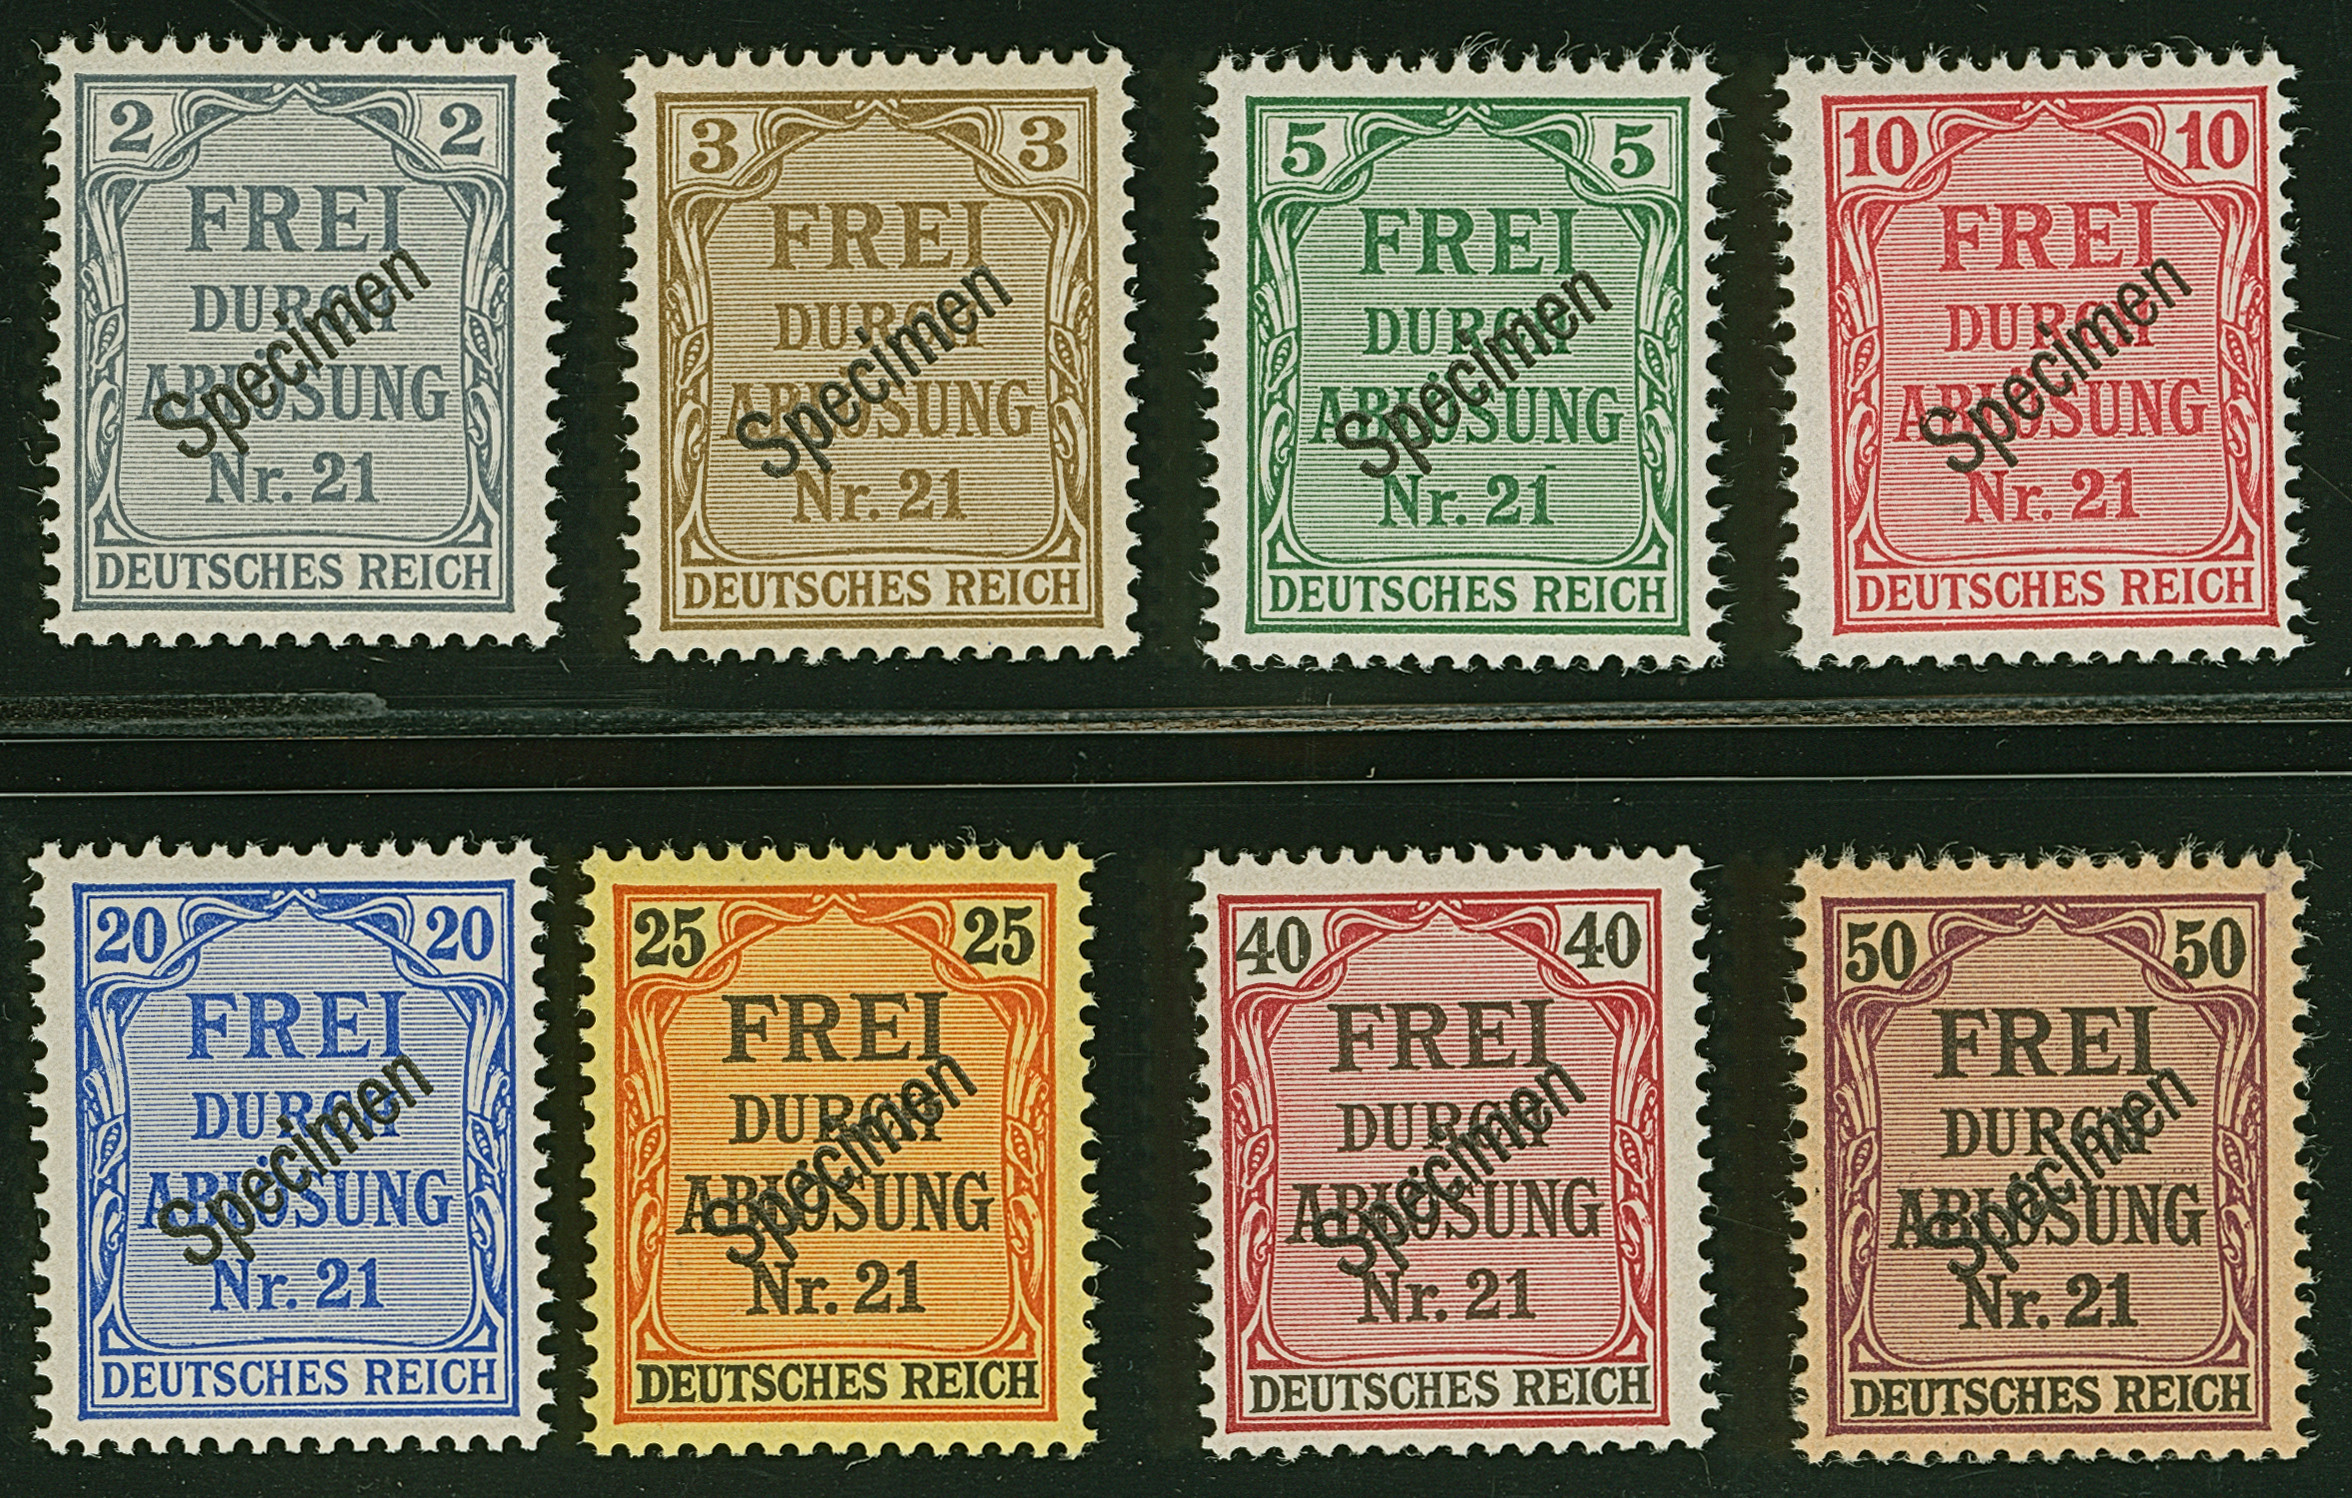 2 2
FREI
DURCH
ABLÖSUNG
Nr. 21
DEUTSCHES REICH
Specimen
3 3
FREI
DURCH
ABLÖSUNG
Nr. 21
DEUTSCHES REICH
Specimen
5 5
FREI
DURCH
ABLÖSUNG
Nr. 21
DEUTSCHES REICH
Specimen
10 10
FREI
DURCH
ABLÖSUNG
Nr. 21
DEUTSCHES REICH
Specimen
20 20
FREI
DURCH
ABLÖSUNG
Nr. 21
DEUTSCHES REICH
Specimen
25 25
FREI
DURCH
ABLÖSUNG
Nr. 21
DEUTSCHES REICH
Specimen
40 40
FREI
DURCH
ABLÖSUNG
Nr. 21
DEUTSCHES REICH
Specimen
50 50
FREI
DURCH
ABLÖSUNG
Nr. 21
DEUTSCHES REICH
Specimen